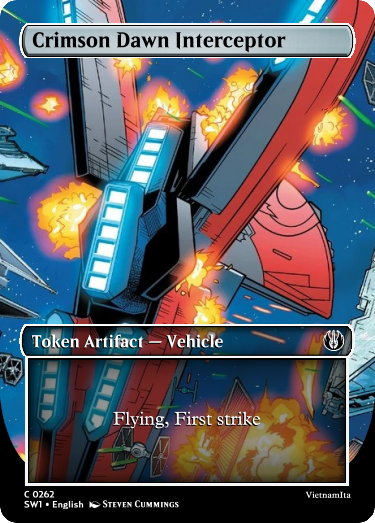 Crimson Dawn Interceptor
Token Artifact — Vehicle
Flying, First strike
C 0262
SW1 • English STEVEN CUMMINGS
VietnamIta